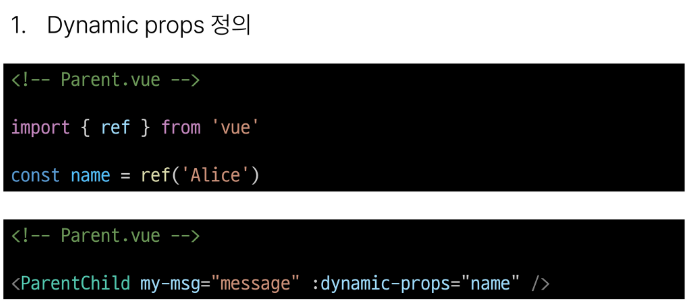 1. Dynamic props 정의
<!-- Parent.vue -->
import { ref } from 'vue'
const name = ref('Alice')
<!-- Parent.vue -->
<ParentChild my-msg="message" :dynamic-props="name" />